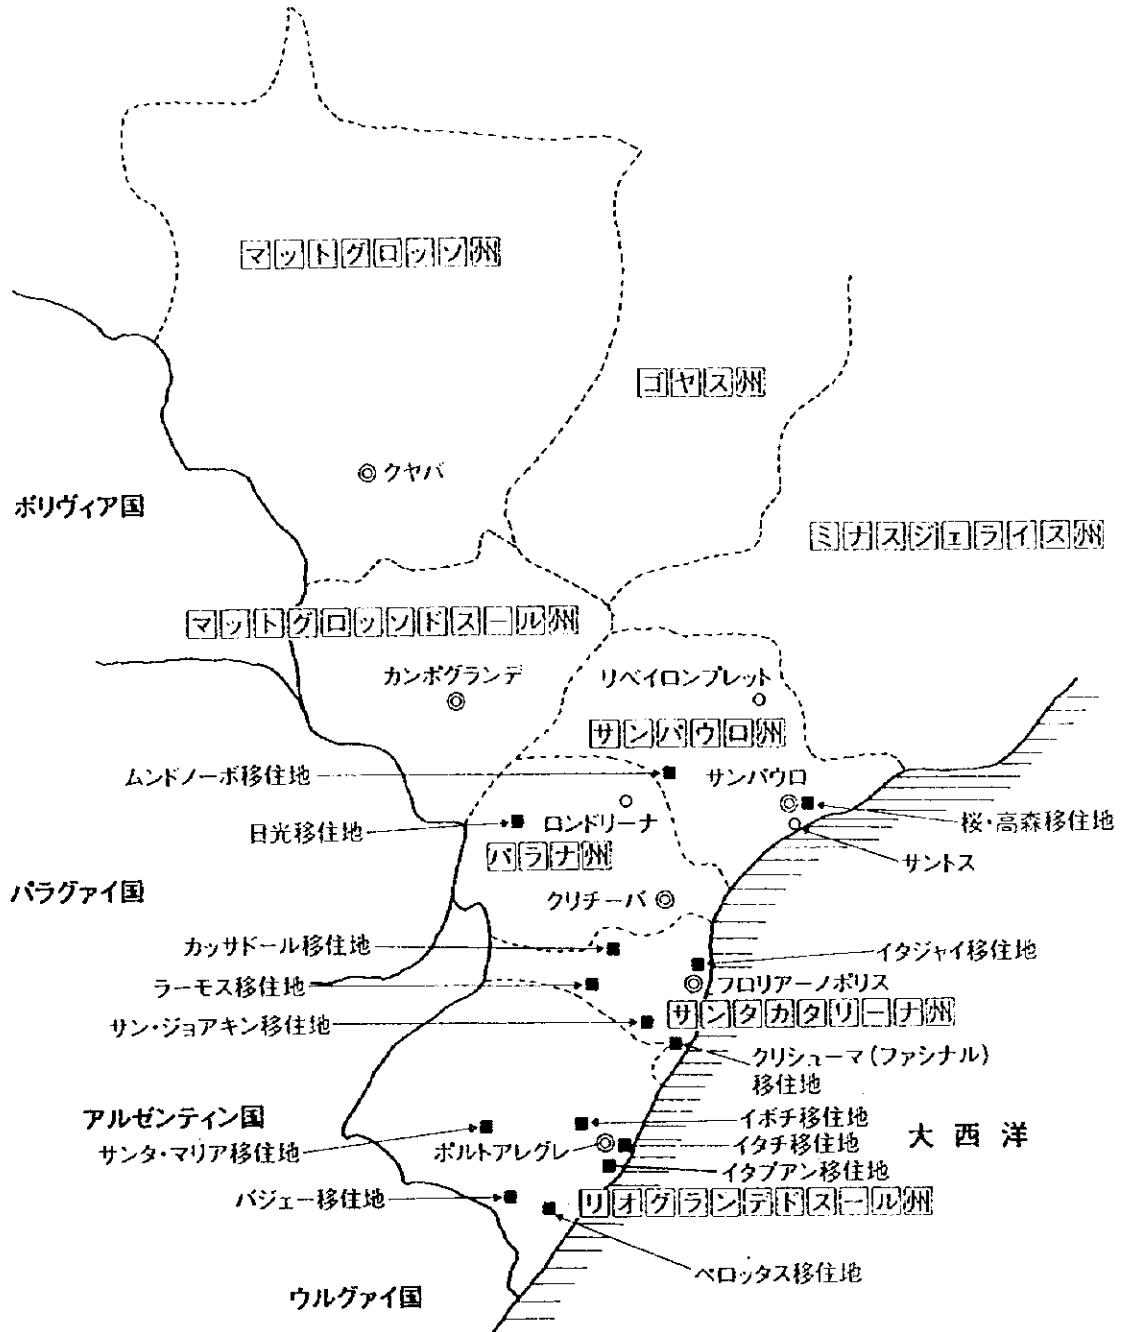 マットグロッソ州
ゴヤス州
クヤバ
ボリヴィア国
ミナスジェライス州
マットグロッソドスール州
カンポグランデ
リベイロンプレット
サンパウロ州
ムンドノーボ移住地
サンパウロ
日光移住地
ロンドリーナ
桜・高森移住地
サントス
パラナ州
パラグァイ国
クリチーバ
カッサドール移住地
イタジャイ移住地
ラーモス移住地
フロリアーノポリス
サンタカタリーナ州
サン・ジョアキン移住地
クリシューマ(ファシナル)
移住地
アルゼンティン国
イボチ移住地
大西洋
サンタ・マリア移住地
ポルトアレグレ
イタチ移住地
イタプアン移住地
バジェー移住地
リオグランデドスール州
ペロッタス移住地
ウルグァイ国